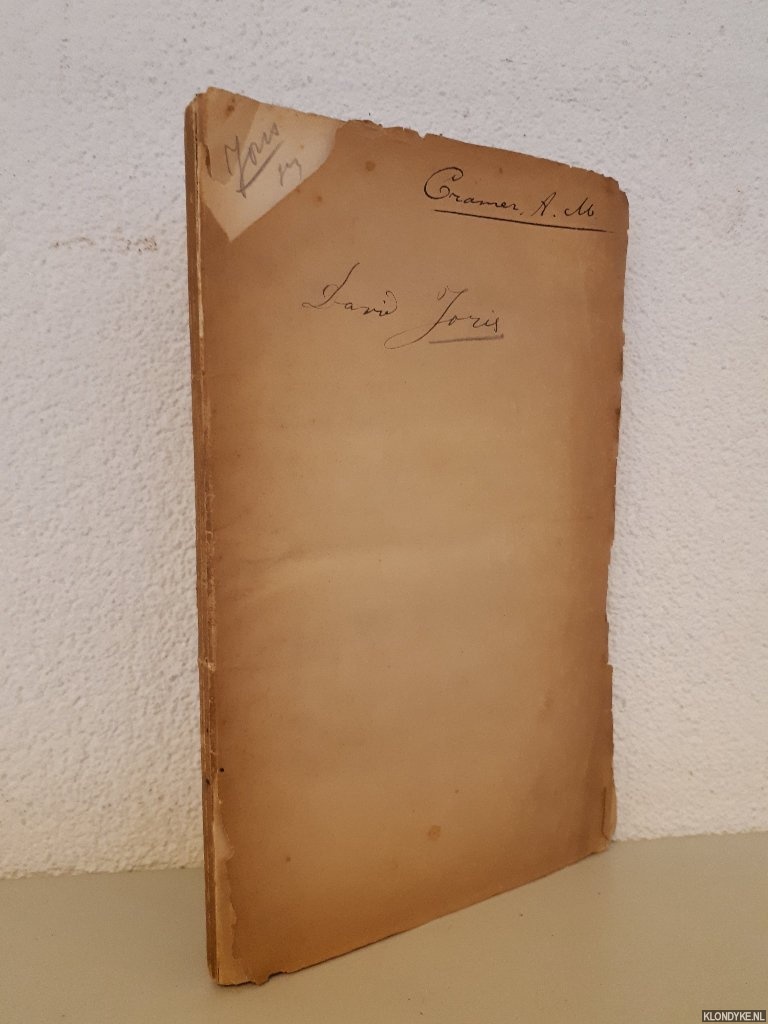 Joris
Cramer, A. M
David Joris
KLONDYKE.NL